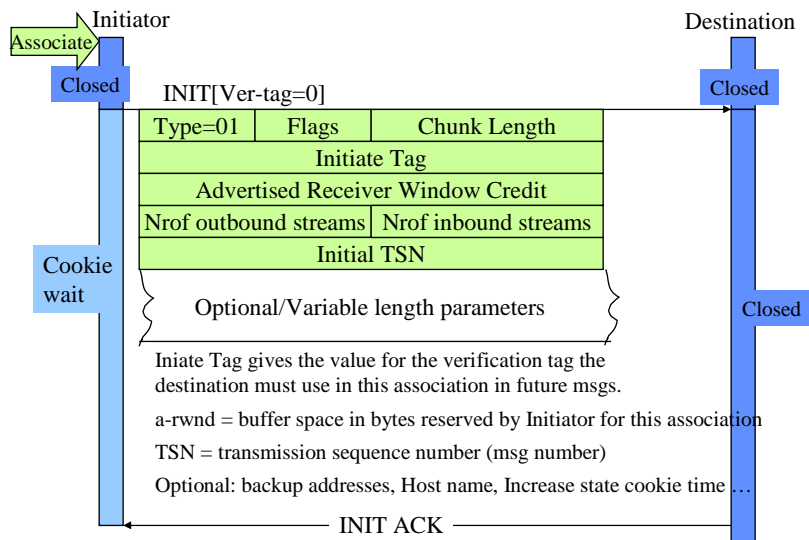 Initiator
Destination
Associate
Closed
Closed
INIT[Ver-tag=0]
Type=01 Flags Chunk Length
Initiate Tag
Advertised Receiver Window Credit
Nrof outbound streams Nrof inbound streams
Initial TSN
Cookie
wait
Optional/Variable length parameters
Closed
Iniate Tag gives the value for the verification tag the
destination must use in this association in future msgs.
a-rwnd = buffer space in bytes reserved by Initiator for this association
TSN = transmission sequence number (msg number)
Optional: backup addresses, Host name, Increase state cookie time …
INIT ACK